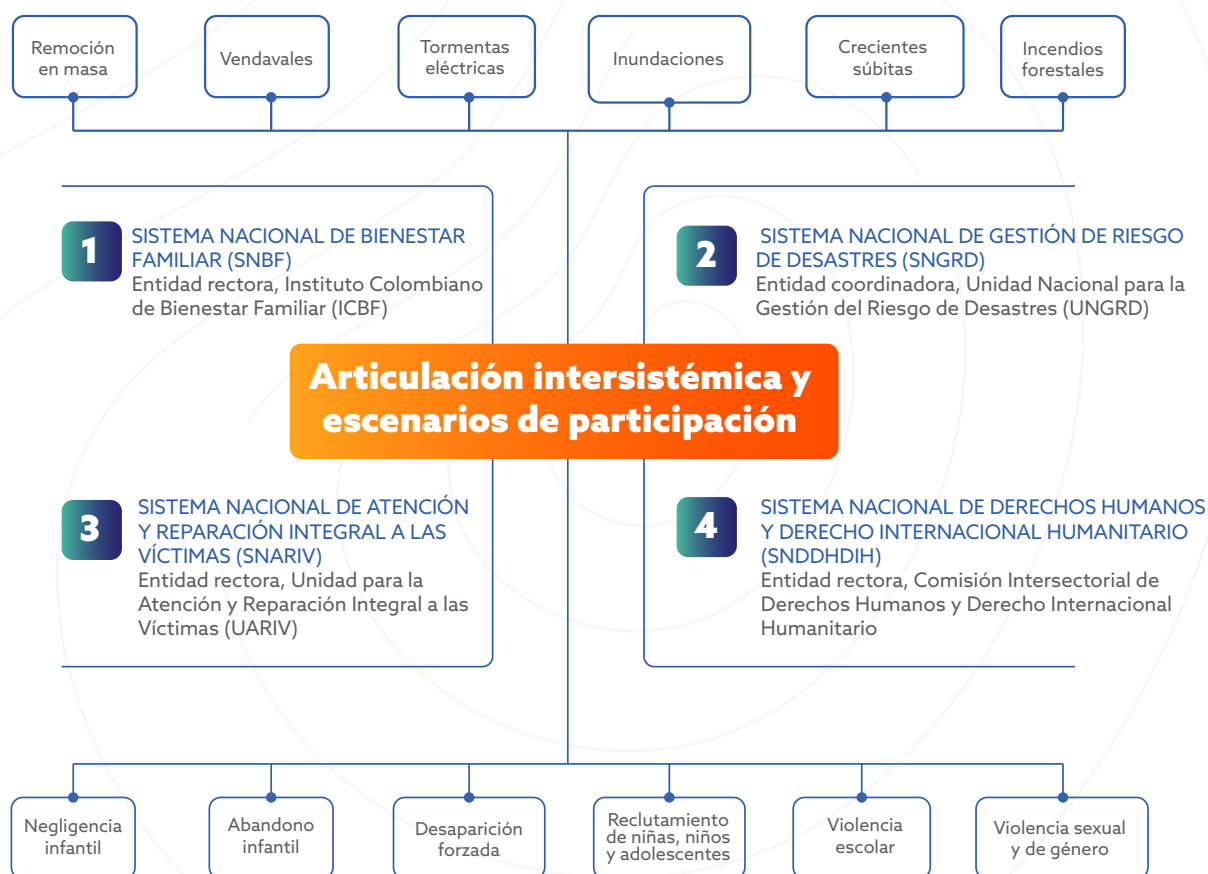 Remoción
en masa
Vendavales
Tormentas
eléctricas
Inundaciones
Crecientes
súbitas
Incendios
forestales
1
SISTEMA NACIONAL DE BIENESTAR
FAMILIAR (SNBF)
Entidad rectora, Instituto Colombiano
de Bienestar Familiar (ICBF)
2
SISTEMA NACIONAL DE GESTIÓN DE RIESGO
DE DESASTRES (SNGRD)
Entidad coordinadora, Unidad Nacional para la
Gestión del Riesgo de Desastres (UNGRD)
Articulación intersistémica y
escenarios de participación
3
SISTEMA NACIONAL DE ATENCIÓN
Y REPARACIÓN INTEGRAL A LAS
VÍCTIMAS (SNARIV)
Entidad rectora, Unidad para la
Atención y Reparación Integral a las
Víctimas (UARIV)
4
SISTEMA NACIONAL DE DERECHOS HUMANOS
Y DERECHO INTERNACIONAL HUMANITARIO
(SNDDHDIH)
Entidad rectora, Comisión Intersectorial de
Derechos Humanos y Derecho Internacional
Humanitario
Negligencia
infantil
Abandono
infantil
Desaparición
forzada
Reclutamiento
de niñas, niños
y adolescentes
Violencia
escolar
Violencia sexual
y de género